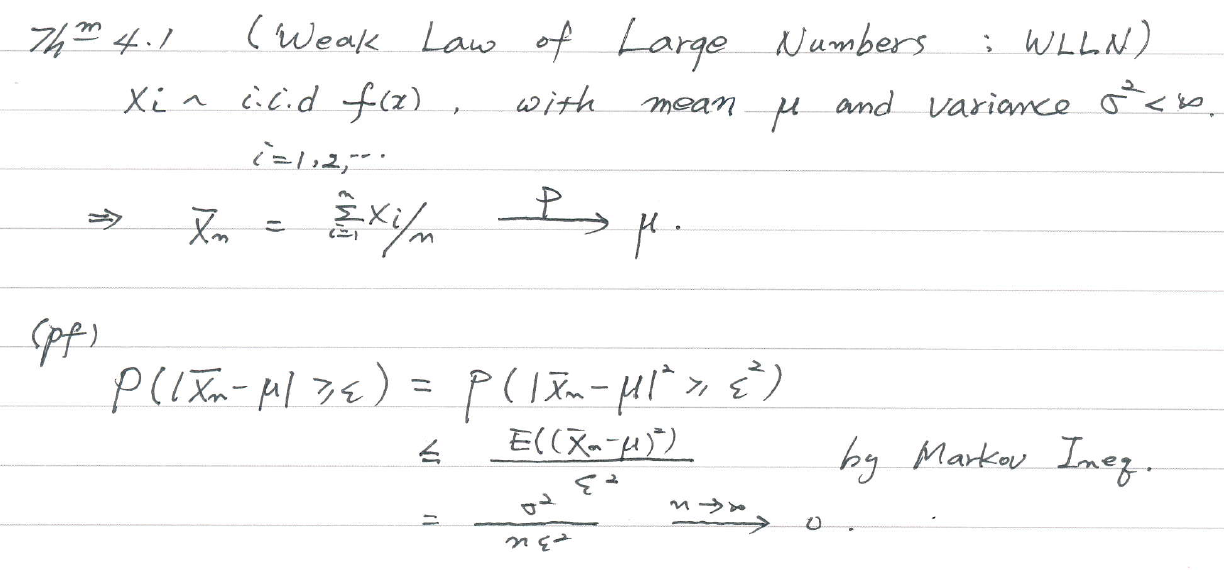 Thm 4.1 (Weak Law of Large Numbers : WLLN)
Xi ~ i.i.d f(x), with mean μ and variance σ² < ∞.
i=1,2,...
⇒ X̄n = Σ_{i=1}^{n} Xi/n —P→ μ.
(pf)
P(|X̄n-μ| ≥ ε) = P(|X̄n-μ|² ≥ ε²)
≤ E((X̄n-μ)²)/ε² by Markov Ineq.
= σ²/nε² —n→∞→ 0.